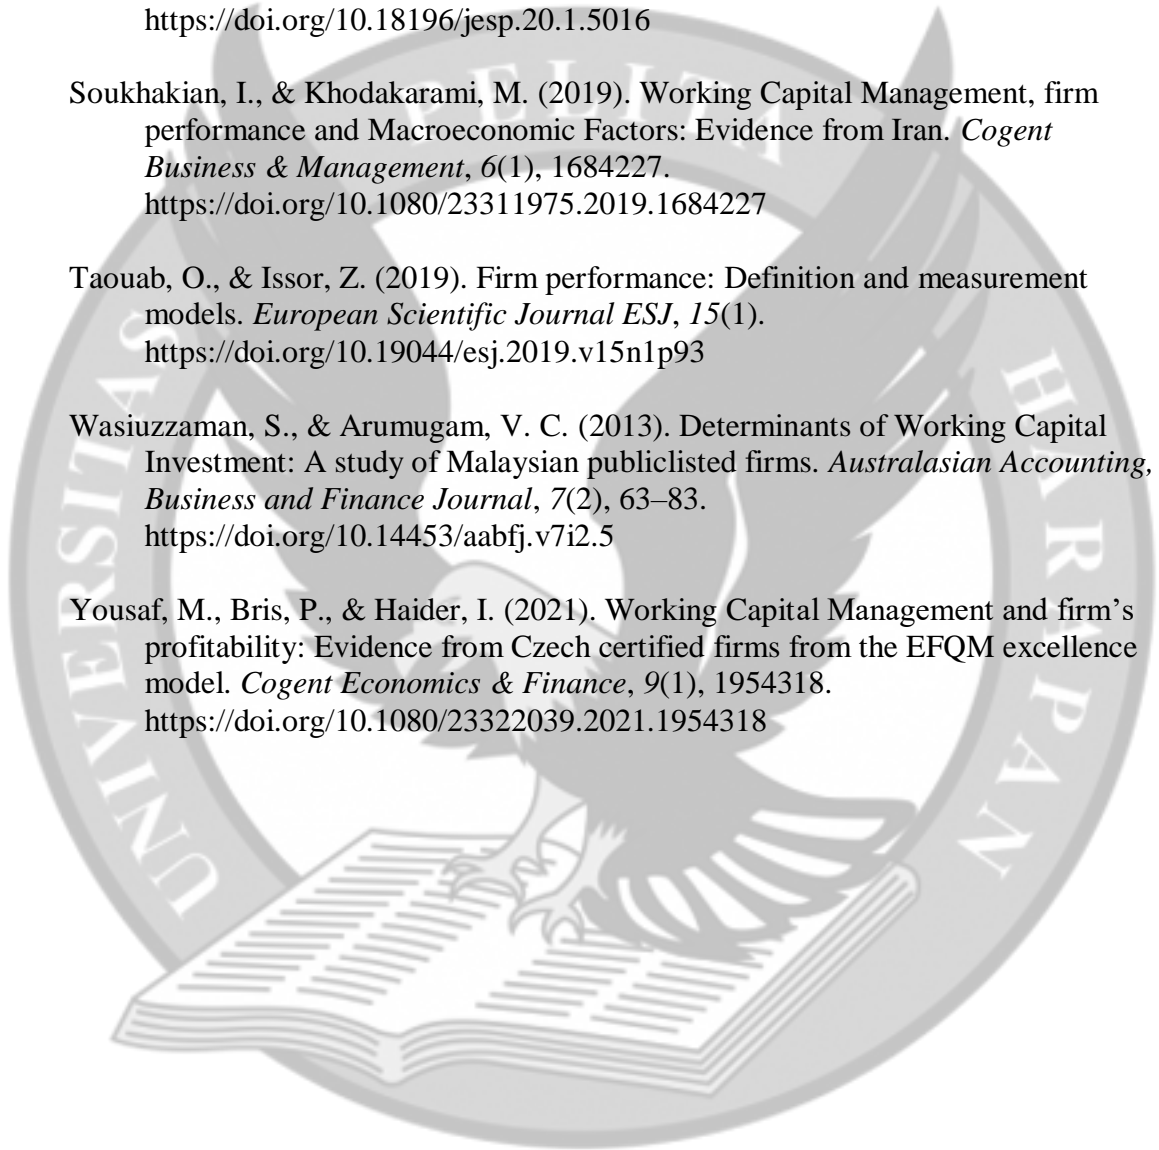 https://doi.org/10.18196/jesp.20.1.5016
Soukhakian, I., & Khodakarami, M. (2019). Working Capital Management, firm
performance and Macroeconomic Factors: Evidence from Iran. Cogent
Business & Management, 6(1), 1684227.
https://doi.org/10.1080/23311975.2019.1684227
Taouab, O., & Issor, Z. (2019). Firm performance: Definition and measurement
models. European Scientific Journal ESJ, 15(1).
https://doi.org/10.19044/esj.2019.v15n1p93
Wasiuzzaman, S., & Arumugam, V. C. (2013). Determinants of Working Capital
Investment: A study of Malaysian publiclisted firms. Australasian Accounting,
Business and Finance Journal, 7(2), 63–83.
https://doi.org/10.14453/aabfj.v7i2.5
Yousaf, M., Bris, P., & Haider, I. (2021). Working Capital Management and firm’s
profitability: Evidence from Czech certified firms from the EFQM excellence
model. Cogent Economics & Finance, 9(1), 1954318.
https://doi.org/10.1080/23322039.2021.1954318
UNIVERSITAS PELITA HARAPAN